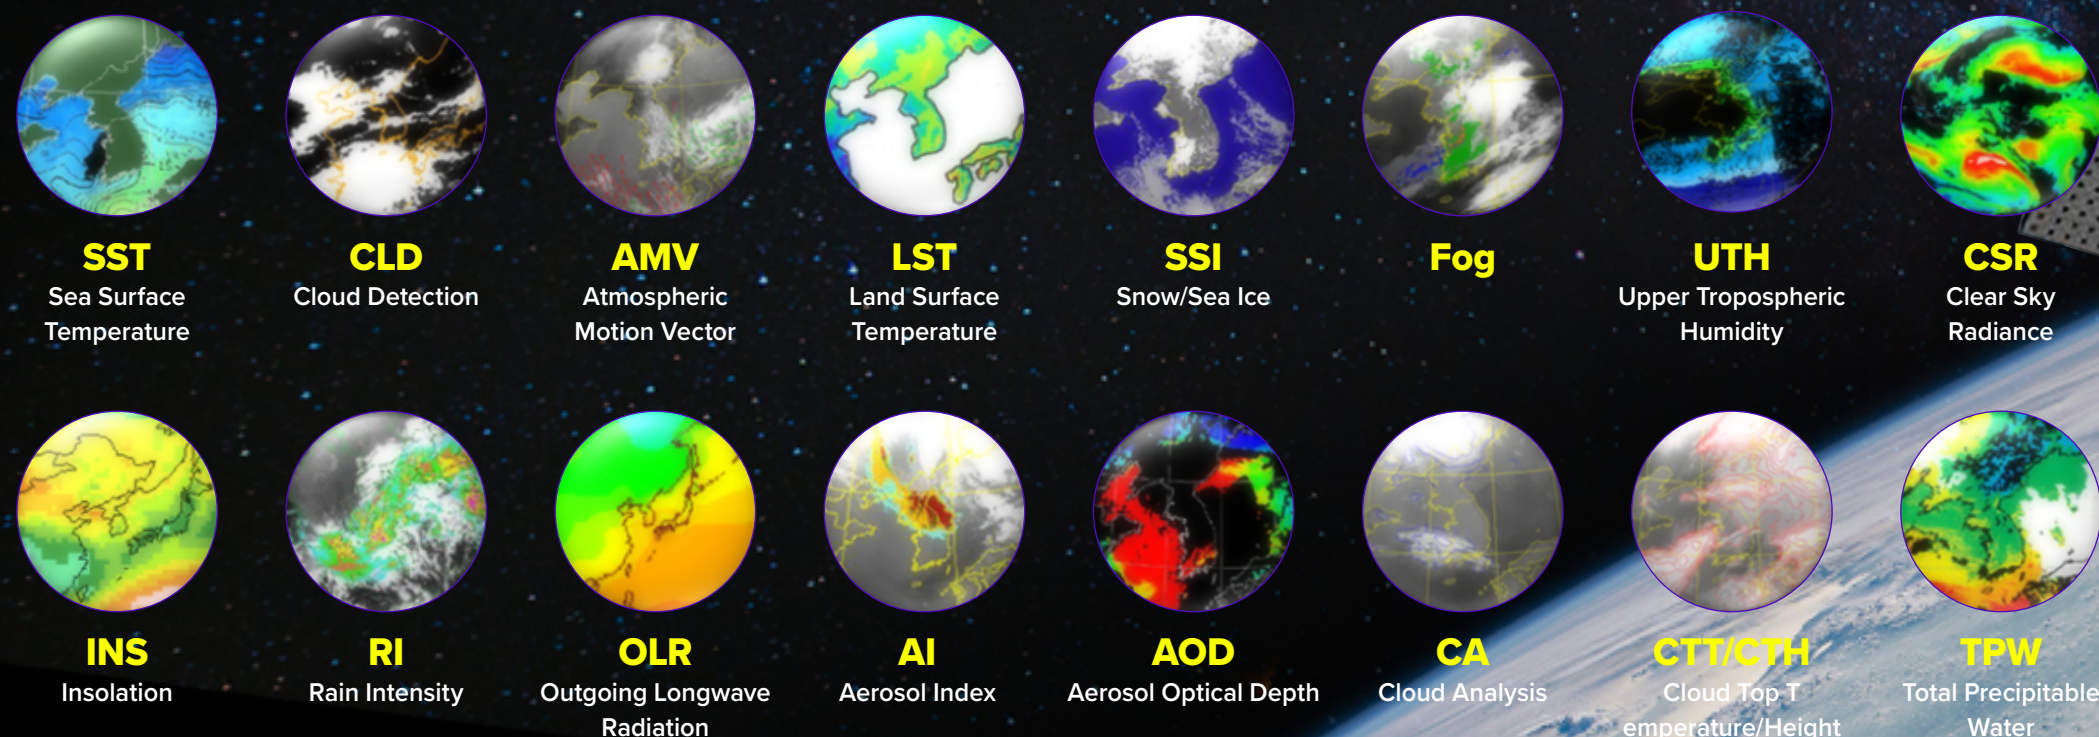 SST
Sea Surface
Temperature
CLD
Cloud Detection
AMV
Atmospheric
Motion Vector
LST
Land Surface
Temperature
SSI
Snow/Sea Ice
Fog
UTH
Upper Tropospheric
Humidity
CSR
Clear Sky
Radiance
INS
Insolation
RI
Rain Intensity
OLR
Outgoing Longwave
Radiation
AI
Aerosol Index
AOD
Aerosol Optical Depth
CA
Cloud Analysis
CTT/CTH
Cloud Top T
emperature/Height
TPW
Total Precipitable
Water